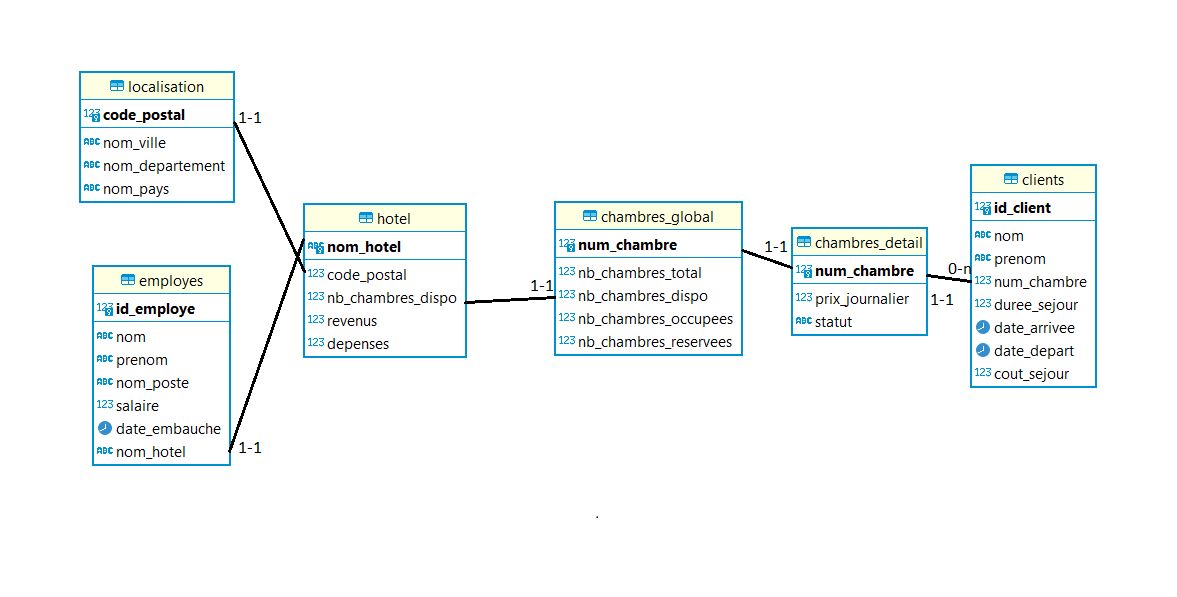 localisation
code_postal
nom_ville
nom_departement
nom_pays
1-1
employes
id_employe
nom
prenom
nom_poste
salaire
date_embauche
nom_hotel
1-1
hotel
nom_hotel
code_postal
nb_chambres_dispo
revenus
depenses
1-1
chambres_global
num_chambre
nb_chambres_total
nb_chambres_dispo
nb_chambres_occupees
nb_chambres_reservees
1-1
chambres_detail
num_chambre
prix_journalier
statut
0-n
1-1
clients
id_client
nom
prenom
num_chambre
duree_sejour
date_arrivee
date_depart
cout_sejour